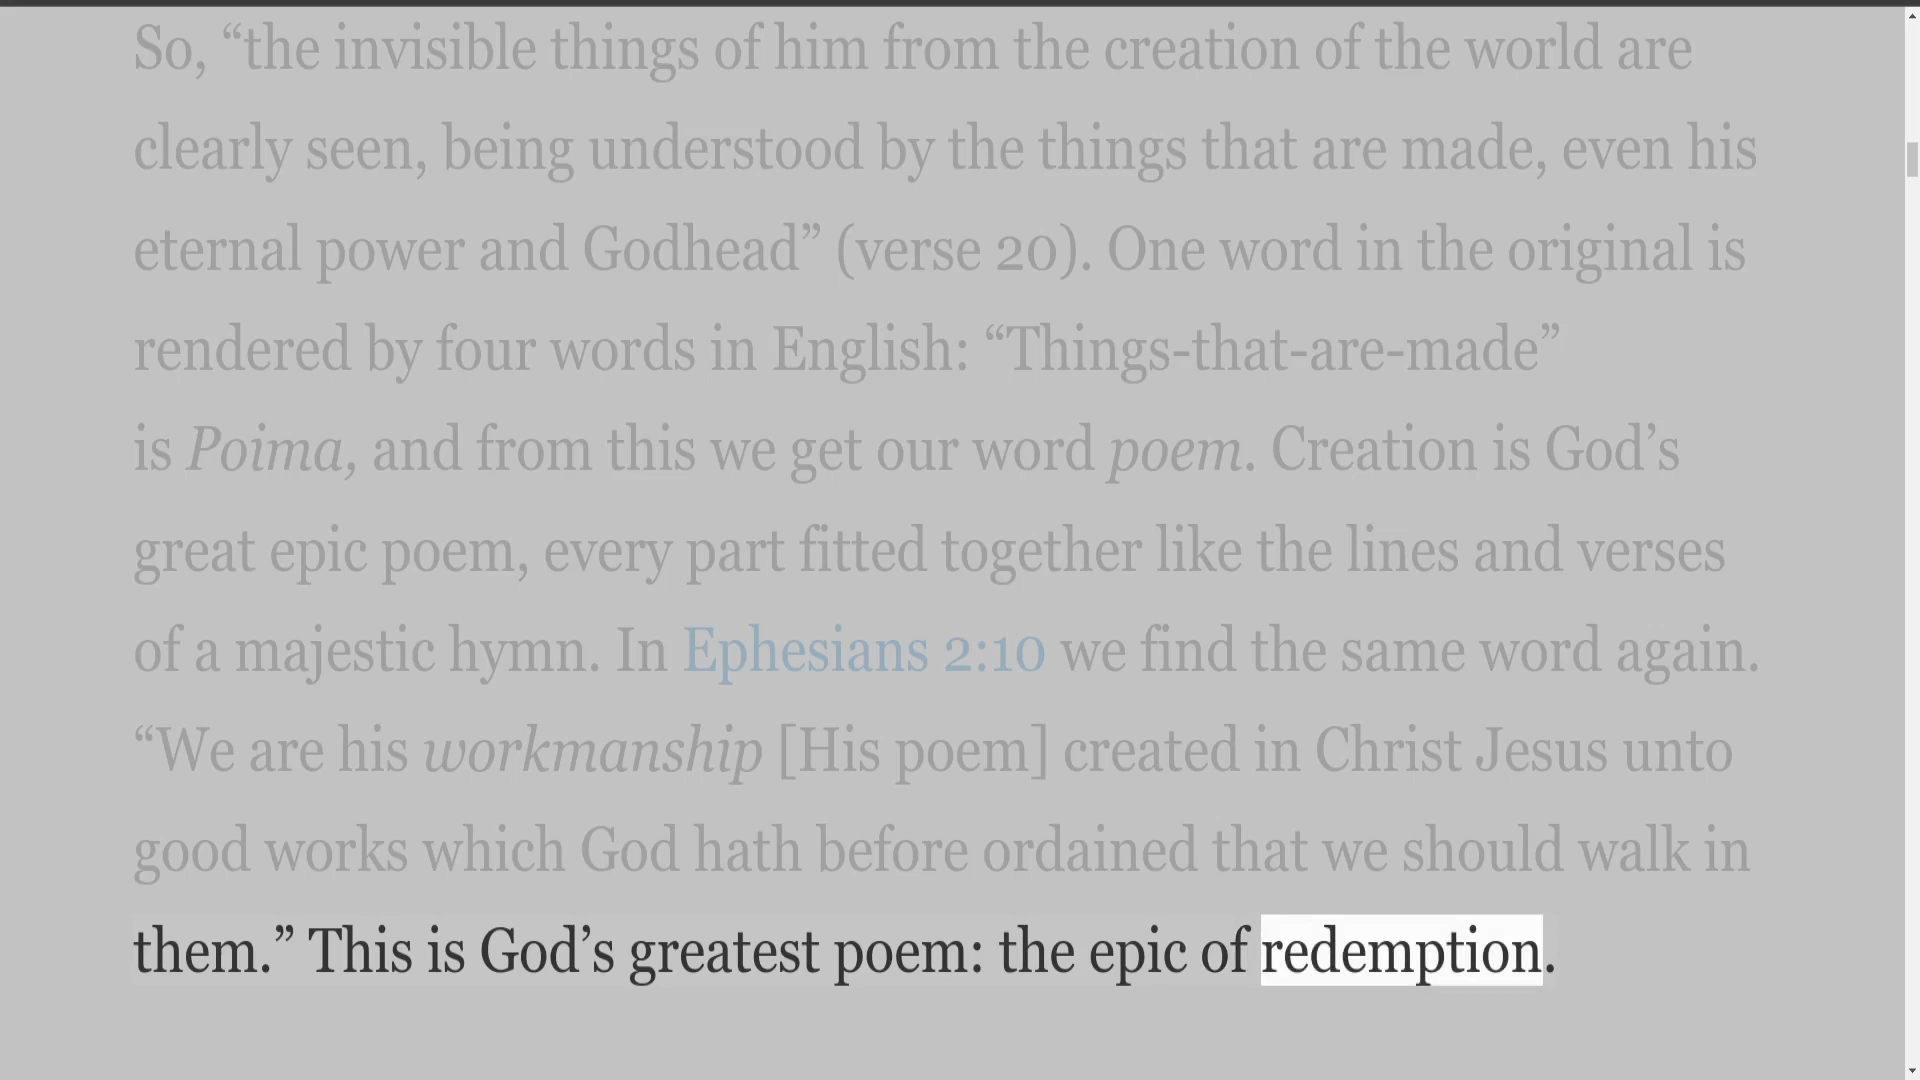 So, “the invisible things of him from the creation of the world are
clearly seen, being understood by the things that are made, even his
eternal power and Godhead” (verse 20). One word in the original is
rendered by four words in English: “Things-that-are-made”
is Poima, and from this we get our word poem. Creation is God’s
great epic poem, every part fitted together like the lines and verses
of a majestic hymn. In Ephesians 2:10 we find the same word again.
“We are his workmanship [His poem] created in Christ Jesus unto
good works which God hath before ordained that we should walk in
them.” This is God’s greatest poem: the epic of redemption.